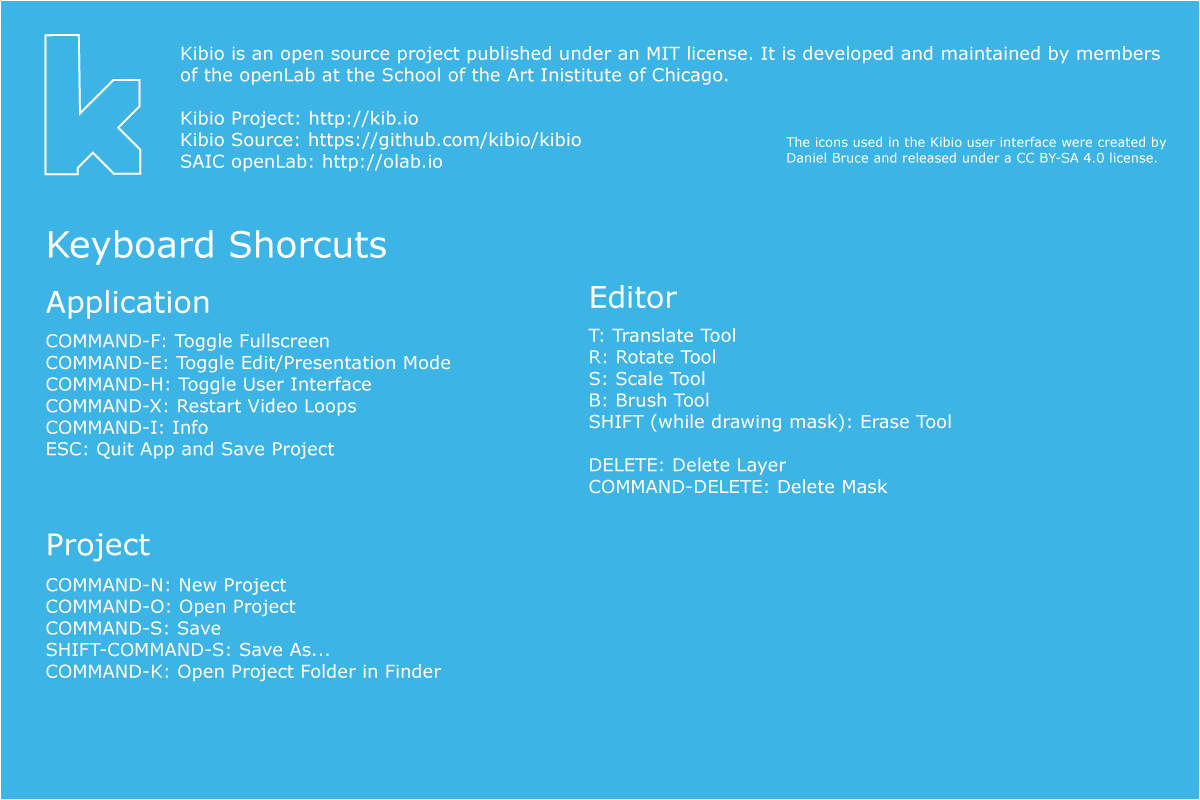 k
Kibio is an open source project published under an MIT license. It is developed and maintained by members
of the openLab at the School of the Art Inistitute of Chicago.
Kibio Project: http://kib.io
Kibio Source: https://github.com/kibio/kibio
SAIC openLab: http://olab.io
The icons used in the Kibio user interface were created by
Daniel Bruce and released under a CC BY-SA 4.0 license.
Keyboard Shorcuts
Application
COMMAND-F: Toggle Fullscreen
COMMAND-E: Toggle Edit/Presentation Mode
COMMAND-H: Toggle User Interface
COMMAND-X: Restart Video Loops
COMMAND-I: Info
ESC: Quit App and Save Project
Editor
T: Translate Tool
R: Rotate Tool
S: Scale Tool
B: Brush Tool
SHIFT (while drawing mask): Erase Tool
DELETE: Delete Layer
COMMAND-DELETE: Delete Mask
Project
COMMAND-N: New Project
COMMAND-O: Open Project
COMMAND-S: Save
SHIFT-COMMAND-S: Save As...
COMMAND-K: Open Project Folder in Finder